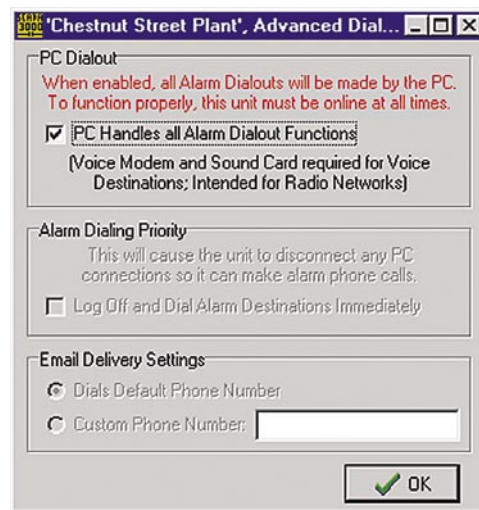 SCADA 3000
'Chestnut Street Plant', Advanced Dial...
PC Dialout
When enabled, all Alarm Dialouts will be made by the PC.
To function properly, this unit must be online at all times.
PC Handles all Alarm Dialout Functions
(Voice Modem and Sound Card required for Voice
Destinations; Intended for Radio Networks)
Alarm Dialing Priority
This will cause the unit to disconnect any PC
connections so it can make alarm phone calls.
Log Off and Dial Alarm Destinations Immediately
Email Delivery Settings
Dials Default Phone Number
Custom Phone Number:
OK